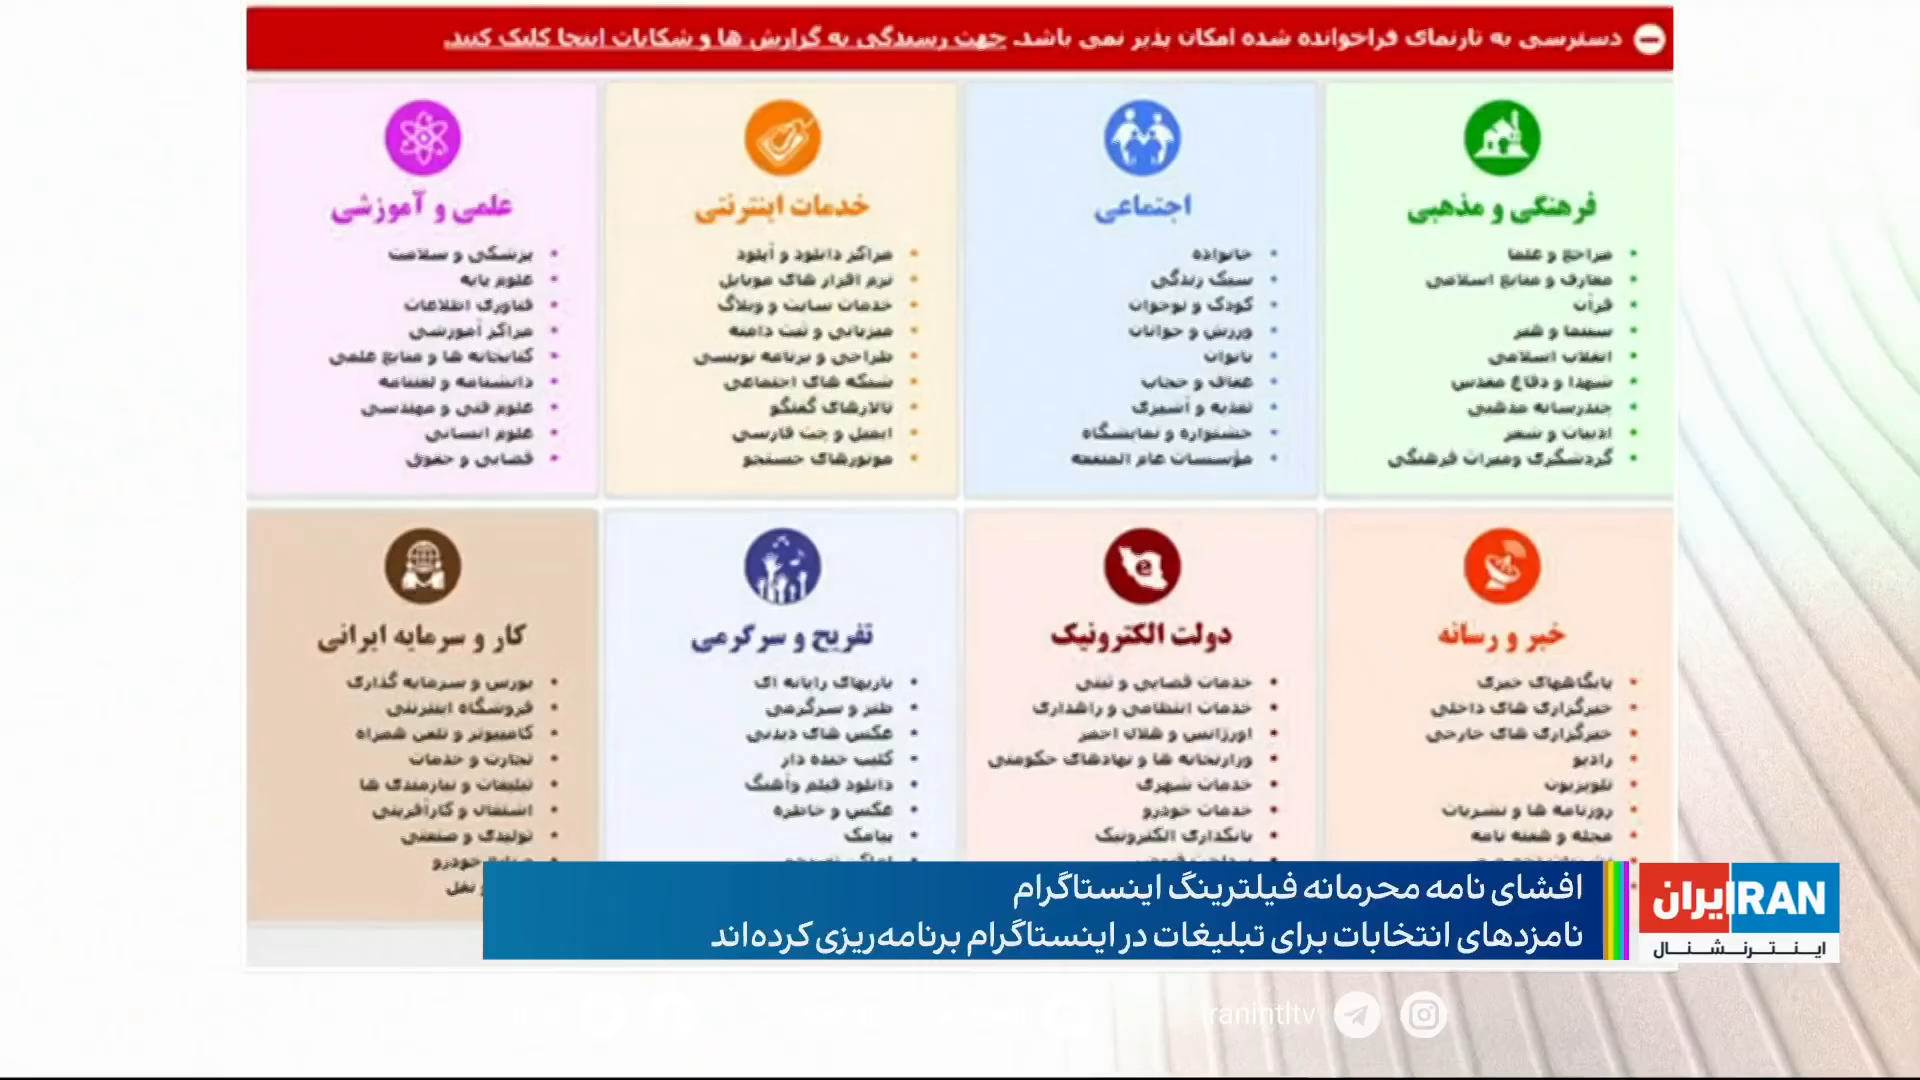 دسترسی به تارنمای فراخوانده شده امکان پذیر نمی باشد. جهت رسیدگی به گزارش ها و شکایات اینجا کلیک کنید.
فرهنگی و مذهبی
مراجع و علما
معارف و منابع اسلامی
قرآن
سینما و هنر
انقلاب اسلامی
شهدا و دفاع مقدس
چندرسانه مذهبی
ادبیات و شعر
گردشگری ومیراث فرهنگی
اجتماعی
خانواده
سبک زندگی
کودک و نوجوان
ورزش و جوانان
بانوان
عفاف و حجاب
تغذیه و آشپزی
جشنواره و نمایشگاه
مؤسسات عام المنفعه
خدمات اینترنتی
مراکز دانلود و آپلود
نرم افزار های موبایل
خدمات سایت و وبلاگ
میزبانی و ثبت دامنه
طراحی و برنامه نویسی
شبکه های اجتماعی
تالارهای گفتگو
ایمیل و چت فارسی
موتورهای جستجو
علمی و آموزشی
پزشکی و سلامت
علوم پایه
فناوری اطلاعات
مراکز آموزشی
کتابخانه ها و منابع علمی
دانشنامه و لغتنامه
علوم فنی و مهندسی
علوم انسانی
قضایی و حقوق
خبر و رسانه
پایگاههای خبری
خبرگزاری های داخلی
خبرگزاری های خارجی
رادیو
تلویزیون
روزنامه ها و نشریات
مجله و هفته نامه
دولت الکترونیک
خدمات قضایی و ثبتی
خدمات انتظامی و راهداری
اورژانس و هلال احمر
وزارتخانه ها و نهادهای حکومتی
خدمات شهری
خدمات خودرو
بانکداری الکترونیک
تفریح و سرگرمی
بازیهای رایانه ای
طنز و سرگرمی
عکس های دیدنی
کلیپ خنده دار
دانلود فیلم وآهنگ
عکس و خاطره
پیامک
کار و سرمایه ایرانی
بورس و سرمایه گذاری
فروشگاه اینترنتی
کامپیوتر و تلفن همراه
تجارت و خدمات
تبلیغات و نیازمندی ها
اشتغال و کارآفرینی
تولیدی و صنعتی
خودرو
و نقل
افشای نامه محرمانه فیلترینگ اینستاگرام
نامزدهای انتخابات برای تبلیغات در اینستاگرام برنامه‌ریزی کرده‌اند
ایران IRAN
اینترنشنال
iranintltv